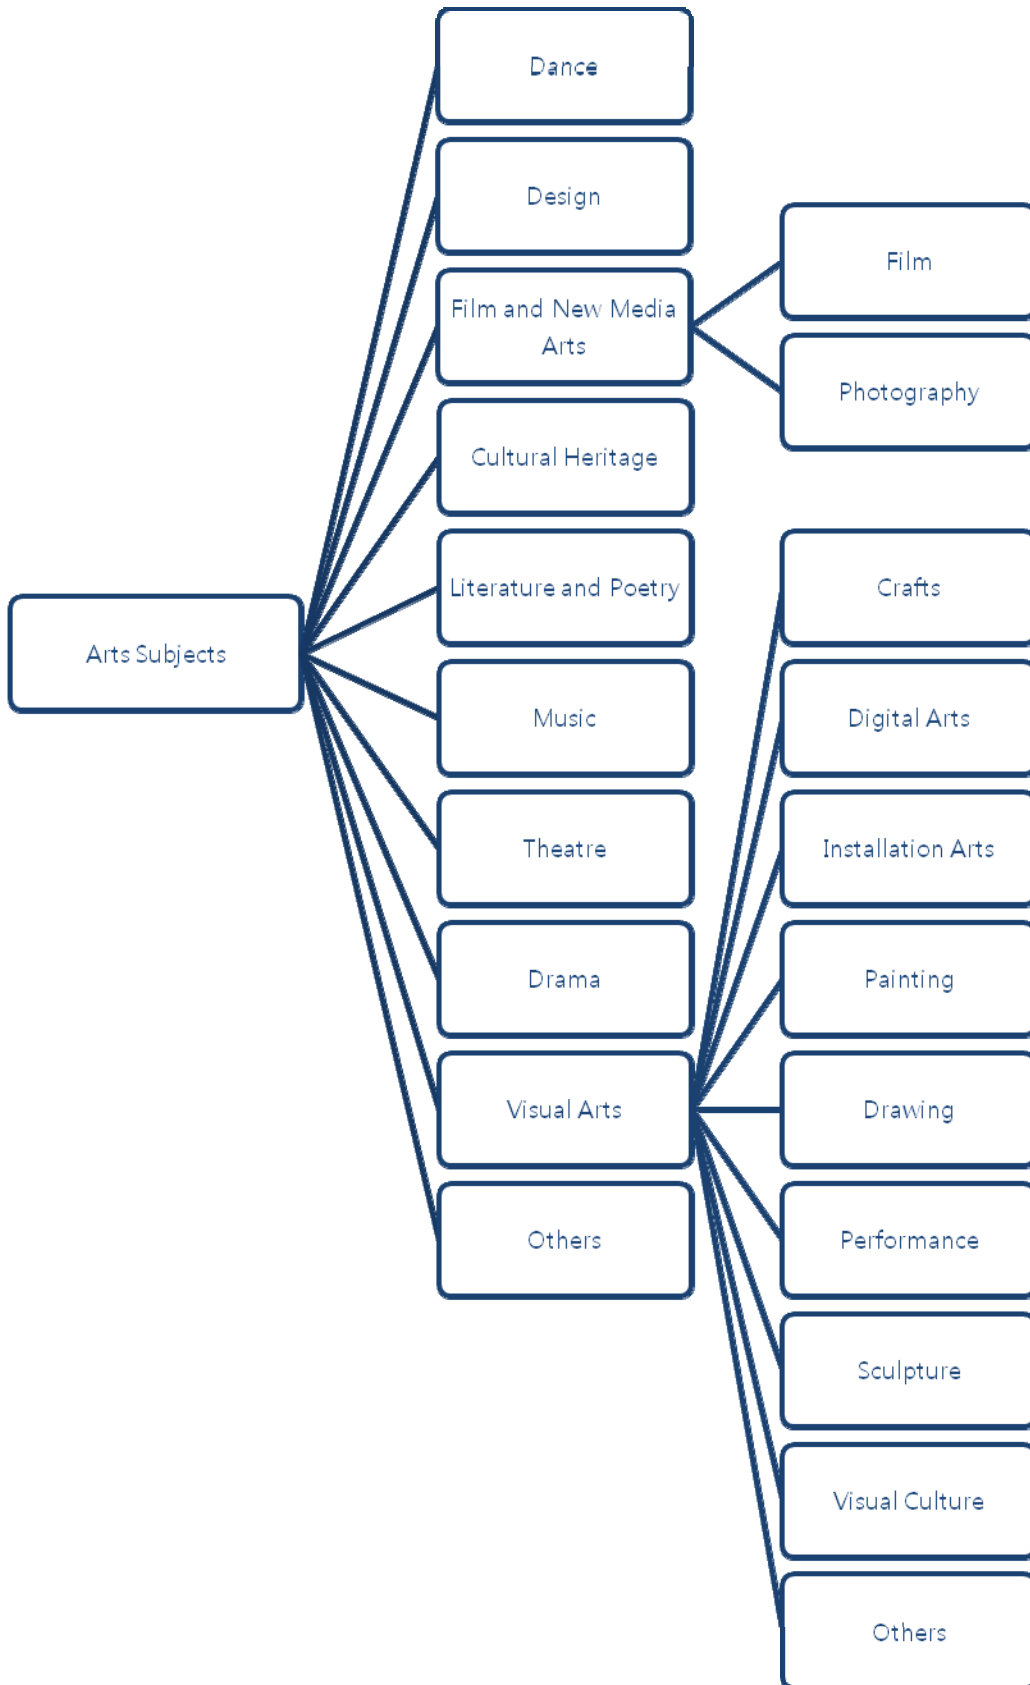 Arts Subjects
Dance
Design
Film and New Media
Arts
Film
Photography
Cultural Heritage
Literature and Poetry
Music
Theatre
Drama
Visual Arts
Crafts
Digital Arts
Installation Arts
Painting
Drawing
Performance
Sculpture
Visual Culture
Others
Others